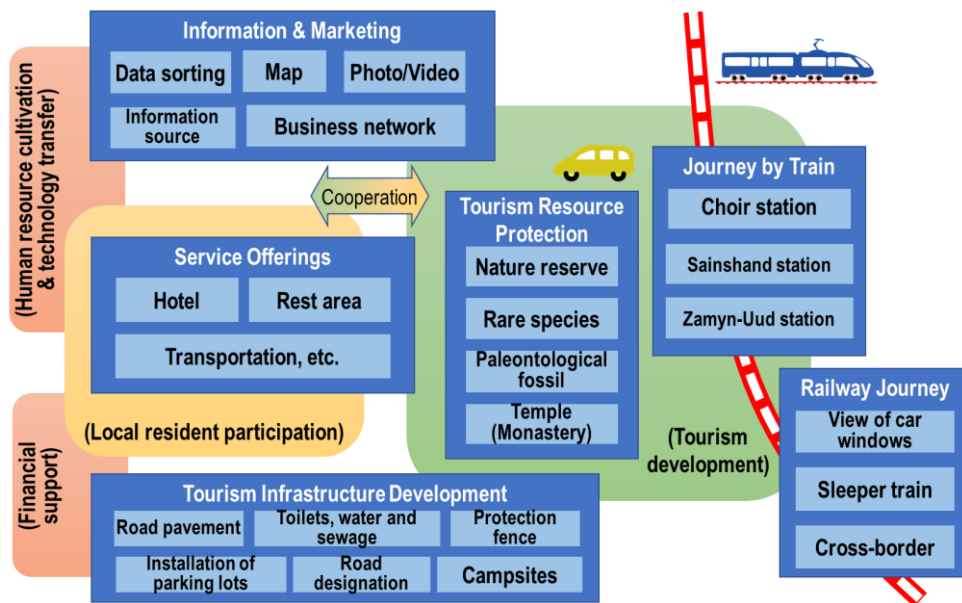 Information & Marketing
Data sorting
Map
Photo/Video
Information
source
Business network
(Human resource cultivation
& technology transfer)
Cooperation
Service Offerings
Hotel
Rest area
Transportation, etc.
(Local resident participation)
Tourism Resource
Protection
Nature reserve
Rare species
Paleontological
fossil
Temple
(Monastery)
Journey by Train
Choir station
Sainshand station
Zamyn-Uud station
(Tourism
development)
Railway Journey
View of car
windows
Sleeper train
Cross-border
(Financial
support)
Tourism Infrastructure Development
Road pavement
Toilets, water and
sewage
Protection
fence
Installation of
parking lots
Road
designation
Campsites